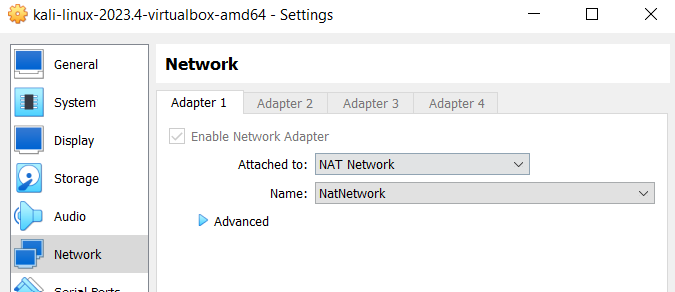 kali-linux-2023.4-virtualbox-amd64 - Settings
General
System
Display
Storage
Audio
Network
Serial Ports
Network
Adapter 1
Adapter 2
Adapter 3
Adapter 4
Enable Network Adapter
Attached to: NAT Network
Name: NatNetwork
Advanced